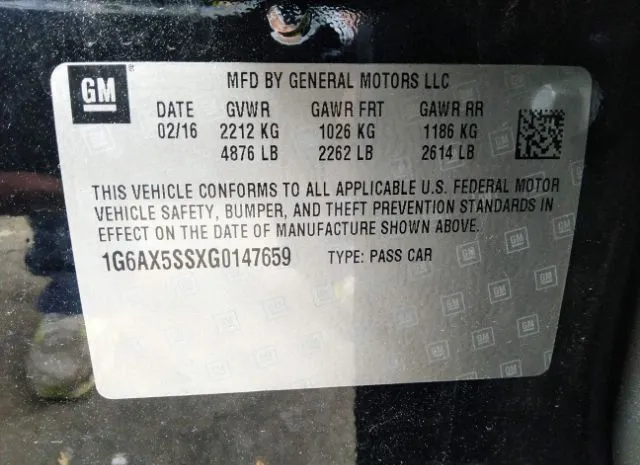 GM
MFD BY GENERAL MOTORS LLC
DATE GVWR GAWR FRT GAWR RR
02/16 2212 KG 1026 KG 1186 KG
4876 LB 2262 LB 2614 LB
THIS VEHICLE CONFORMS TO ALL APPLICABLE U.S. FEDERAL MOTOR
VEHICLE SAFETY, BUMPER, AND THEFT PREVENTION STANDARDS IN
EFFECT ON THE DATE OF MANUFACTURE SHOWN ABOVE.
1G6AX5SSXG0147659 TYPE: PASS CAR